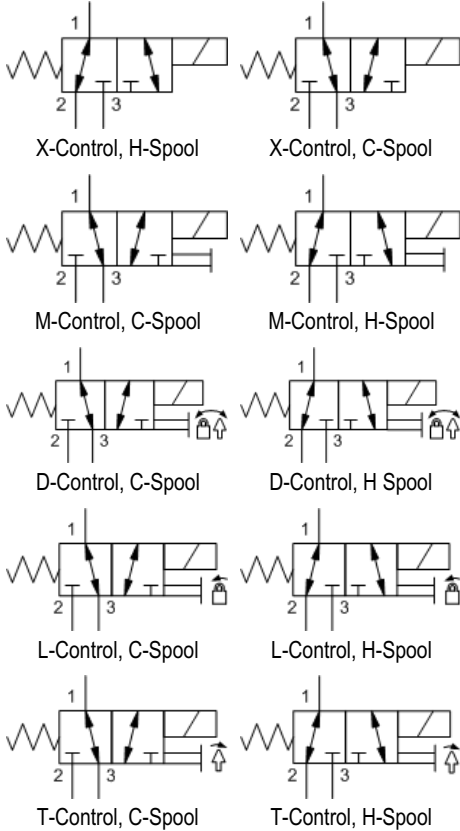 1 1
2 3 2 3
X-Control, H-Spool X-Control, C-Spool
1 1
2 3 2 3
M-Control, C-Spool M-Control, H-Spool
1 1
2 3 2 3
D-Control, C-Spool D-Control, H Spool
1 1
2 3 2 3
L-Control, C-Spool L-Control, H-Spool
1 1
2 3 2 3
T-Control, C-Spool T-Control, H-Spool